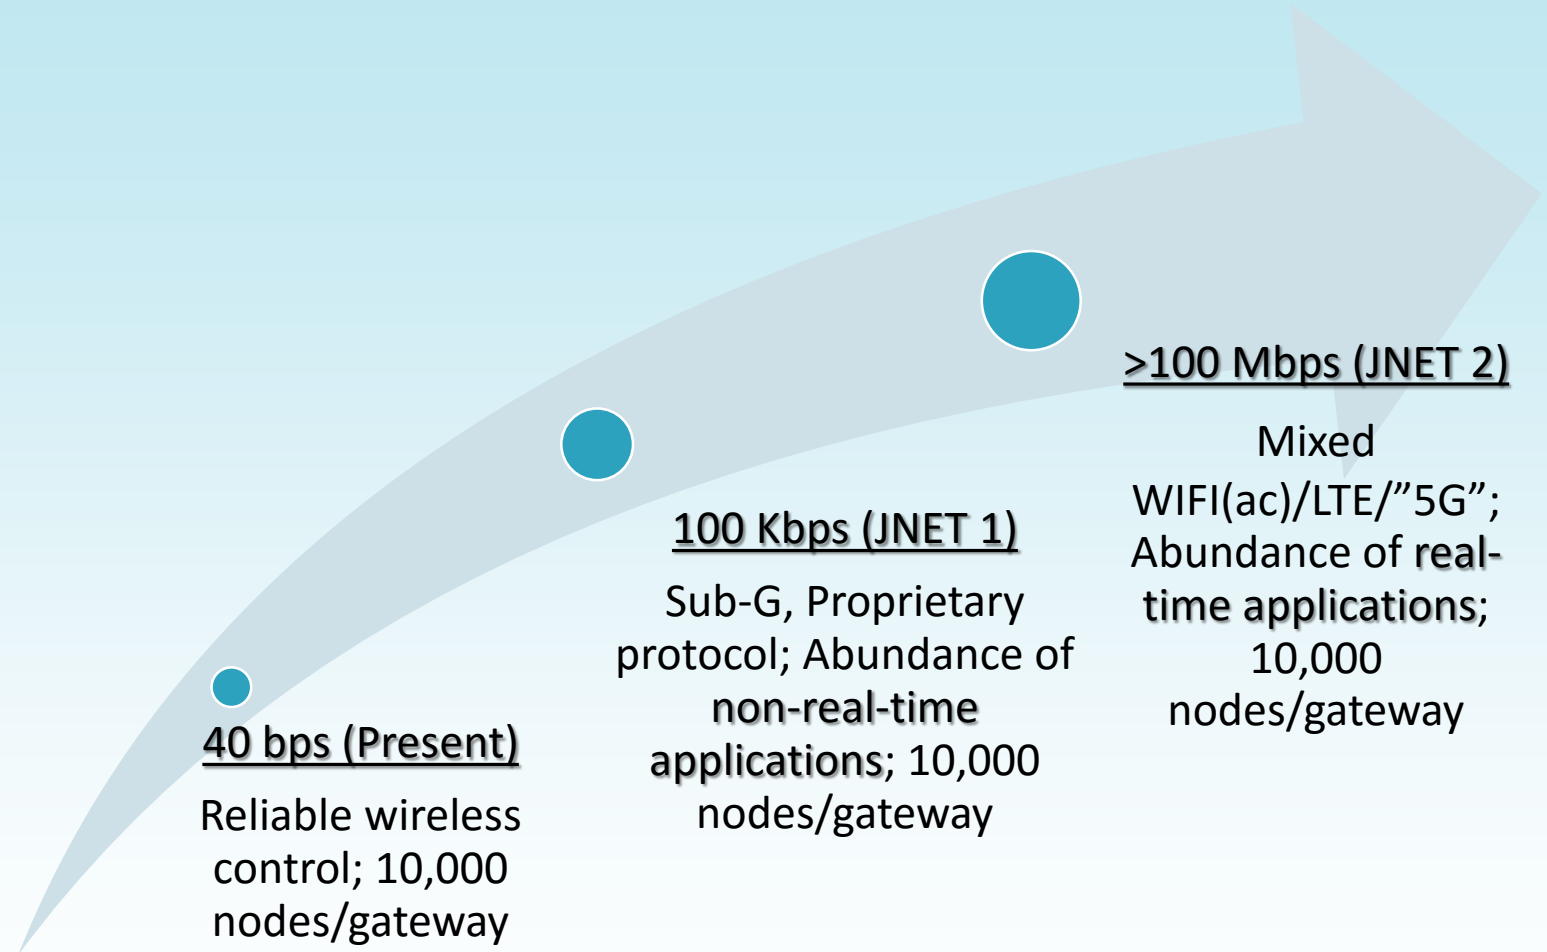 40 bps (Present)
Reliable wireless
control; 10,000
nodes/gateway
100 Kbps (JNET 1)
Sub-G, Proprietary
protocol; Abundance of
non-real-time
applications; 10,000
nodes/gateway
>100 Mbps (JNET 2)
Mixed
WIFI(ac)/LTE/”5G”;
Abundance of real-
time applications;
10,000
nodes/gateway